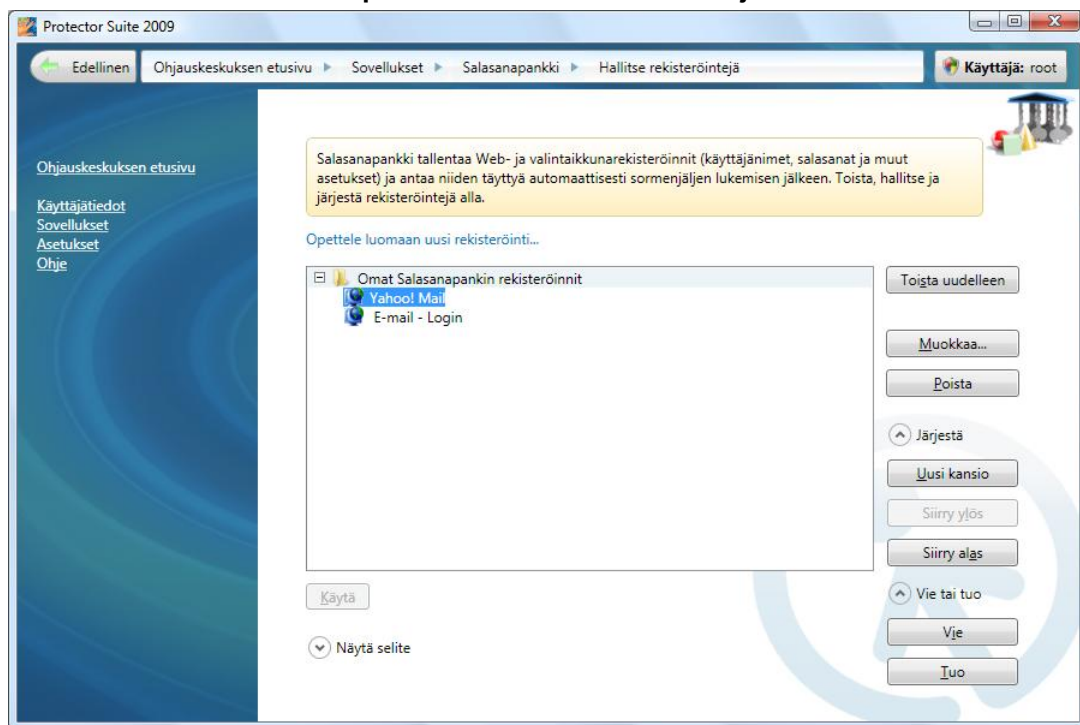 Protector Suite 2009
Edellinen
Ohjauskeskuksen etusivu
Sovellukset
Salasanapankki
Hallitse rekisteröintejä
Käyttäjä: root
Ohjauskeskuksen etusivu
Käyttäjätiedot
Sovellukset
Asetukset
Ohje
Salasanapankki tallentaa Web- ja valintaikkunarekisteröinnit (käyttäjänimet, salasanat ja muut
asetukset) ja antaa niiden täyttyä automaattisesti sormenjäljen lukemisen jälkeen. Toista, hallitse ja
järjestä rekisteröintejä alla.
Opettele luomaan uusi rekisteröinti...
Omat Salasanapankin rekisteröinnit
Yahoo! Mail
E-mail - Login
Toista uudelleen
Muokkaa...
Poista
Järjestä
Uusi kansio
Siirry ylös
Siirry alas
Vie tai tuo
Vie
Tuo
Käytä
Näytä selite